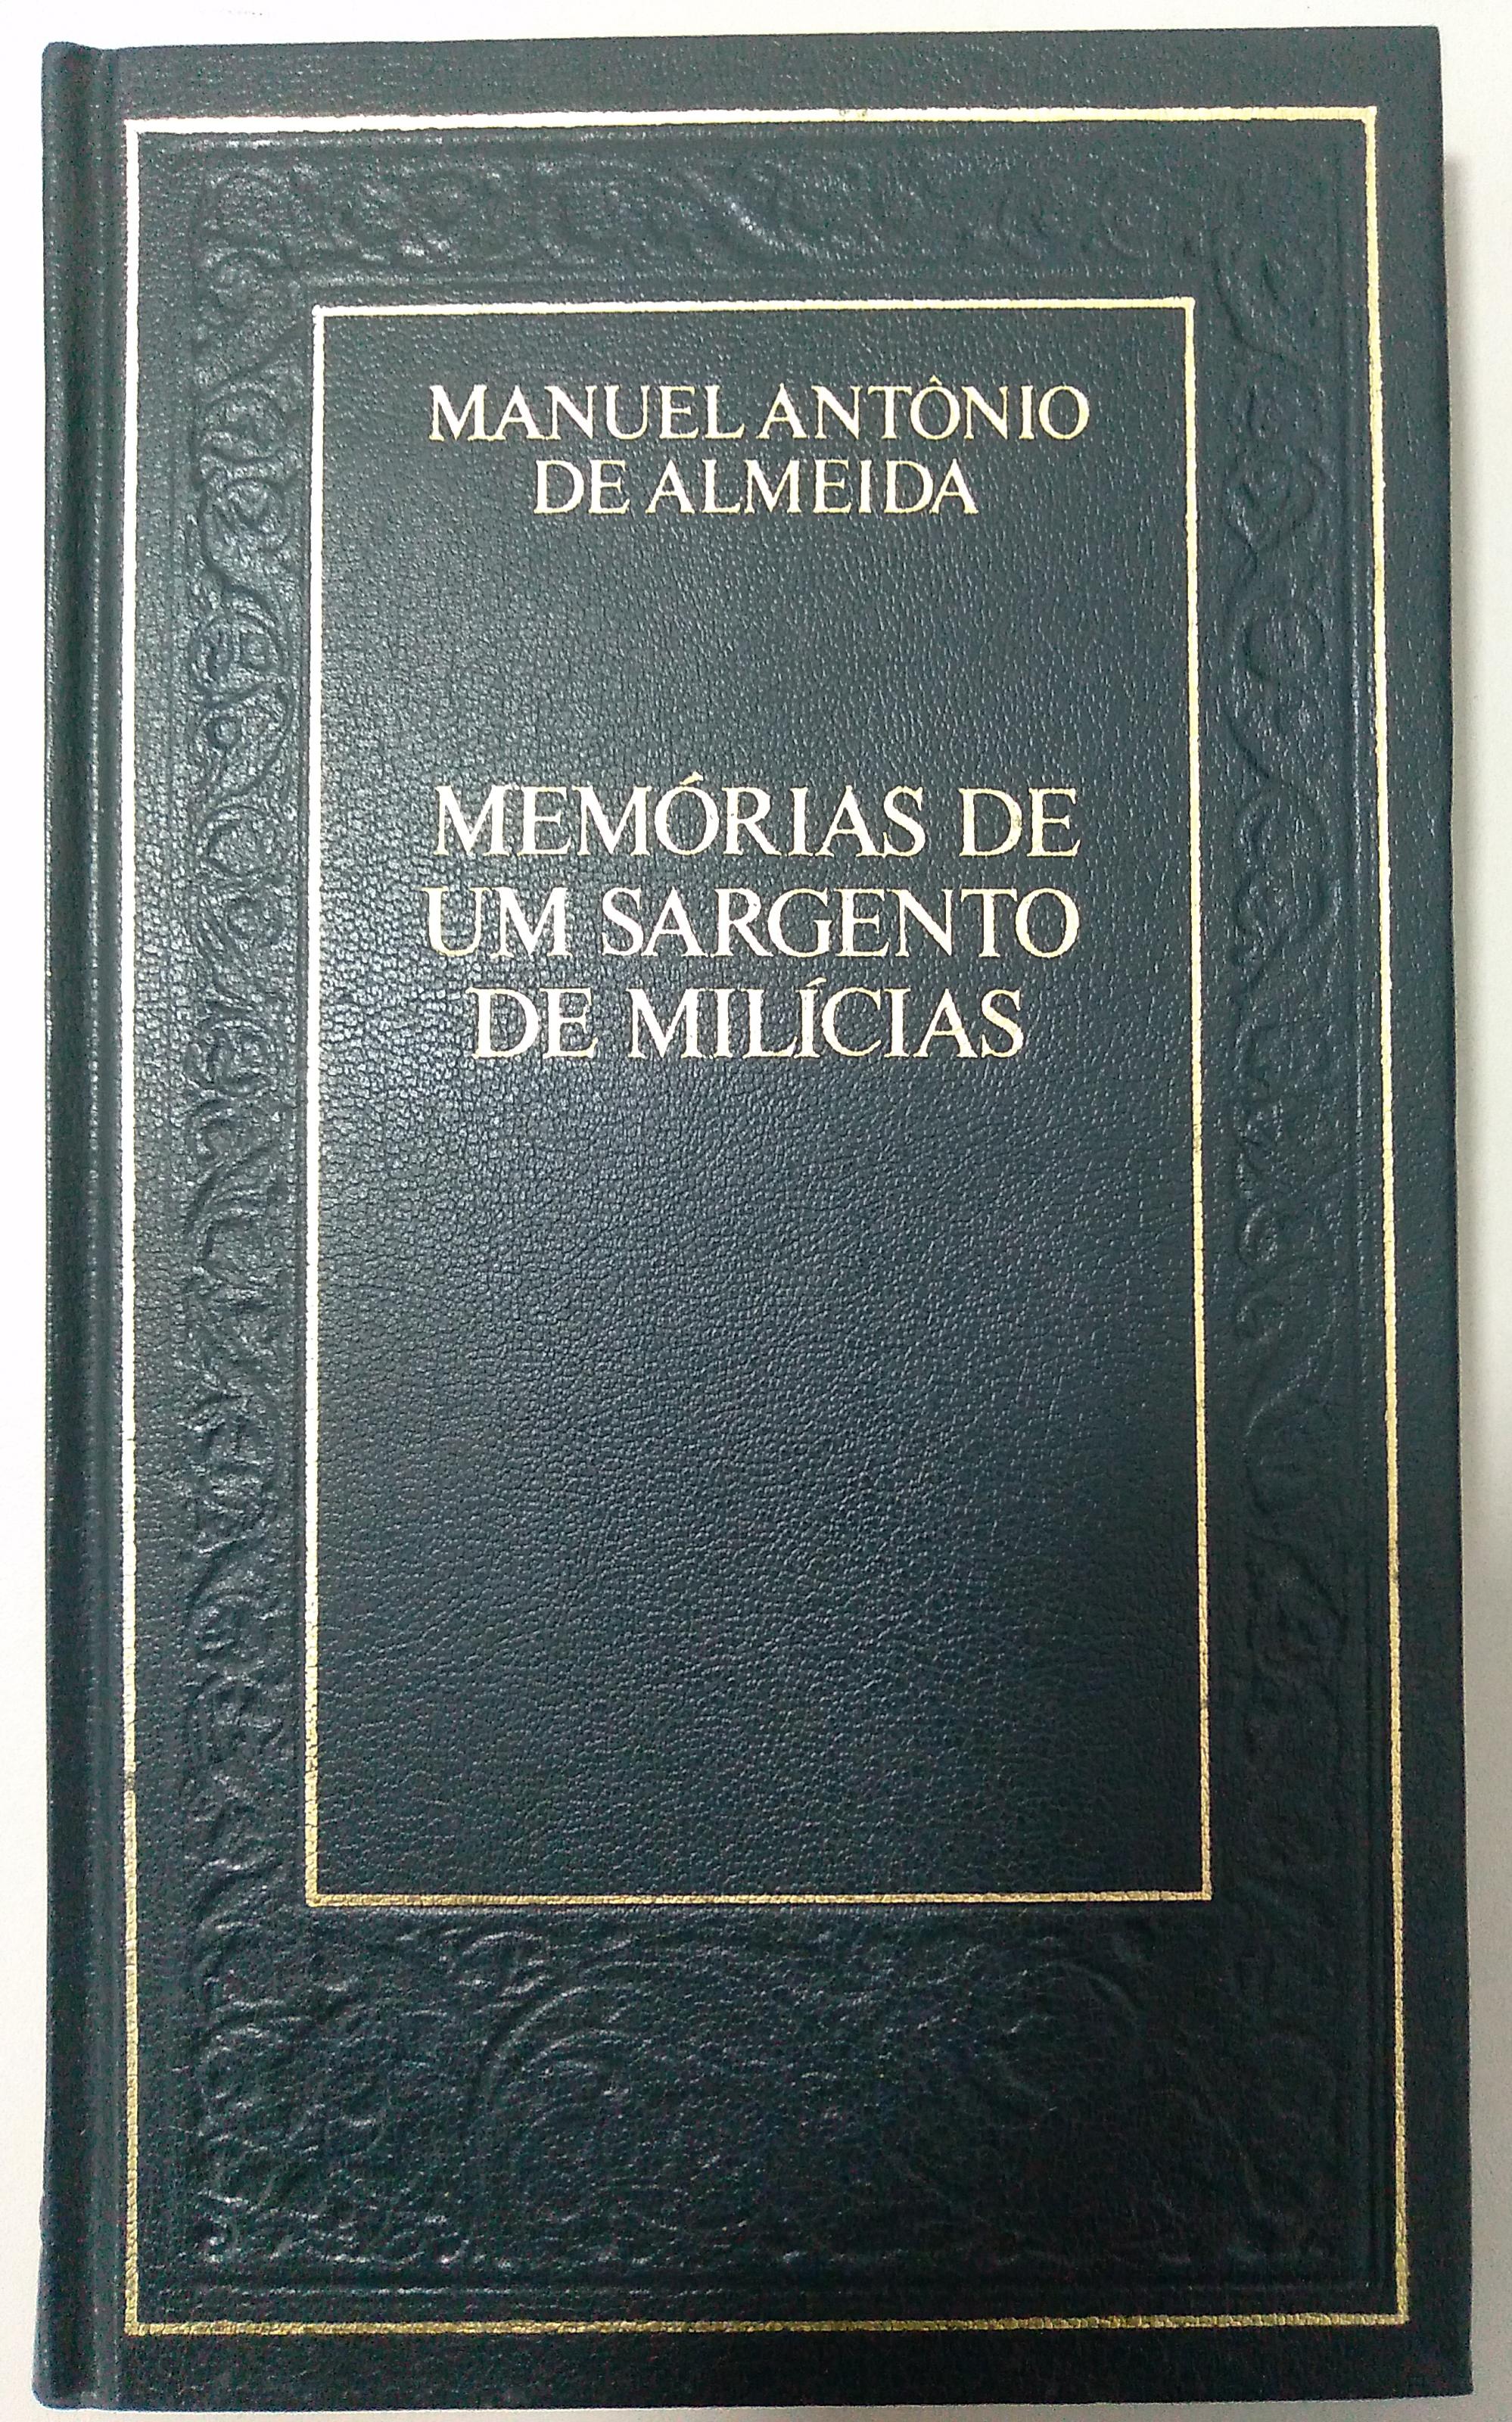 MANUEL ANTÔNIO
DE ALMEIDA
MEMÓRIAS DE
UM SARGENTO
DE MILÍCIAS